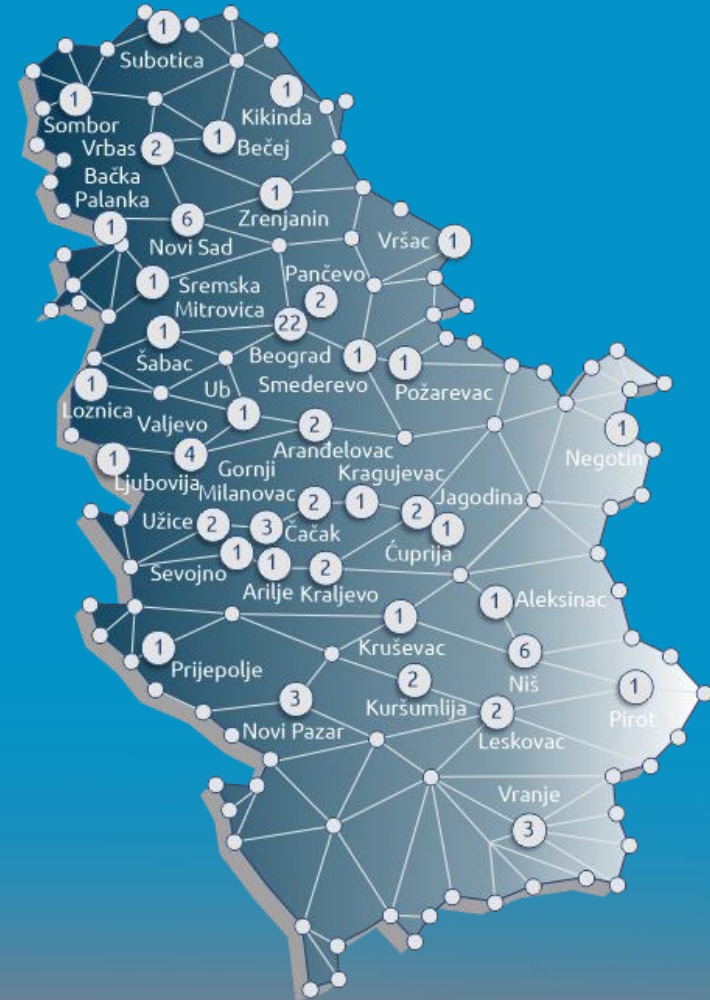 1
Subotica
1
Sombor
1
Kikinda
Vrbas
2
1
Bečej
Bačka
Palanka
1
6
Novi Sad
1
Zrenjanin
Vršac
1
1
Sremska
Mitrovica
Pančevo
2
22
Beograd
1
Šabac
1
Smederevo
1
Požarevac
1
Loznica
Ub
1
Valjevo
4
2
Aranđelovac
1
Negotin
1
Ljubovija
Gornji
Milanovac
2
Kragujevac
1
Jagodina
2
1
Ćuprija
Užice
2
3
Čačak
Sevojno
1
1
Arilje
2
Kraljevo
1
Aleksinac
1
Kruševac
6
Niš
1
Prijepolje
2
Kuršumlija
1
Pirot
3
Novi Pazar
2
Leskovac
Vranje
3